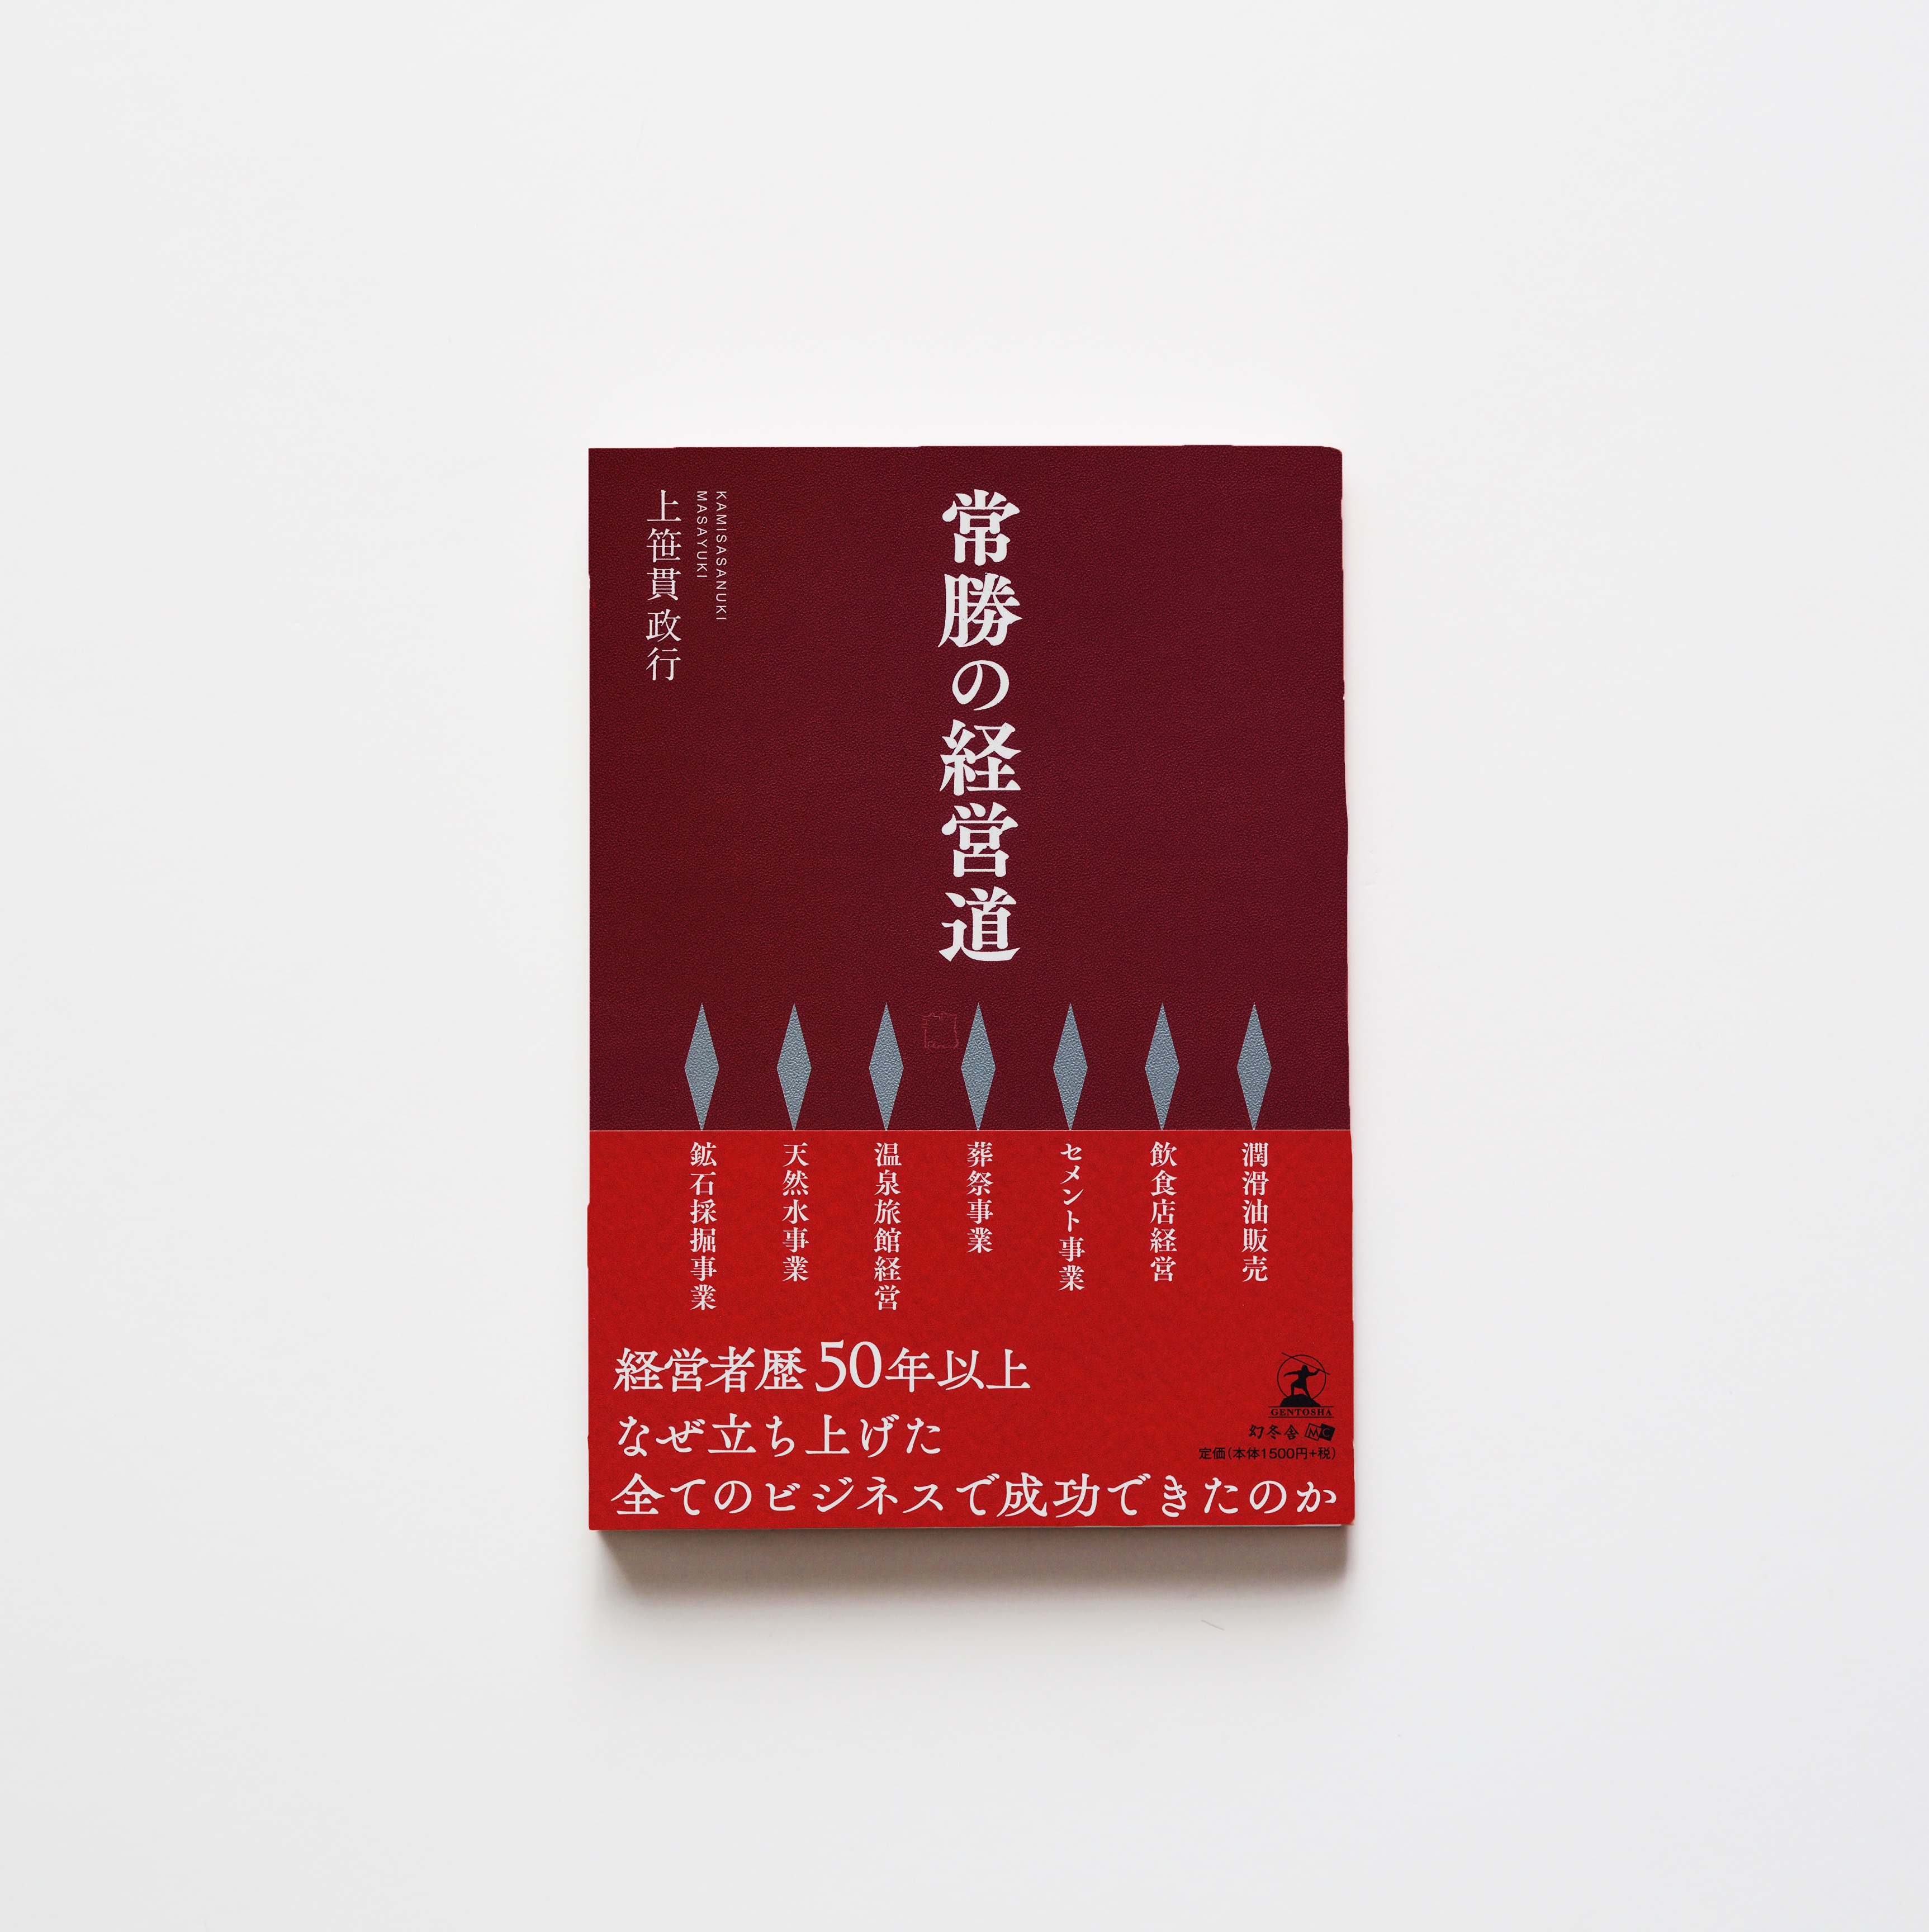 常勝の経営道
KAMISASANUKI
MASAYUKI
上笹貫政行
潤滑油販売
飲食店経営
セメント事業
葬祭事業
温泉旅館経営
天然水事業
鉱石採掘事業
経営者歴50年以上
なぜ立ち上げた
全てのビジネスで成功できたのか
GENTOSHA
幻冬舎 MC
定価(本体1500円+税)